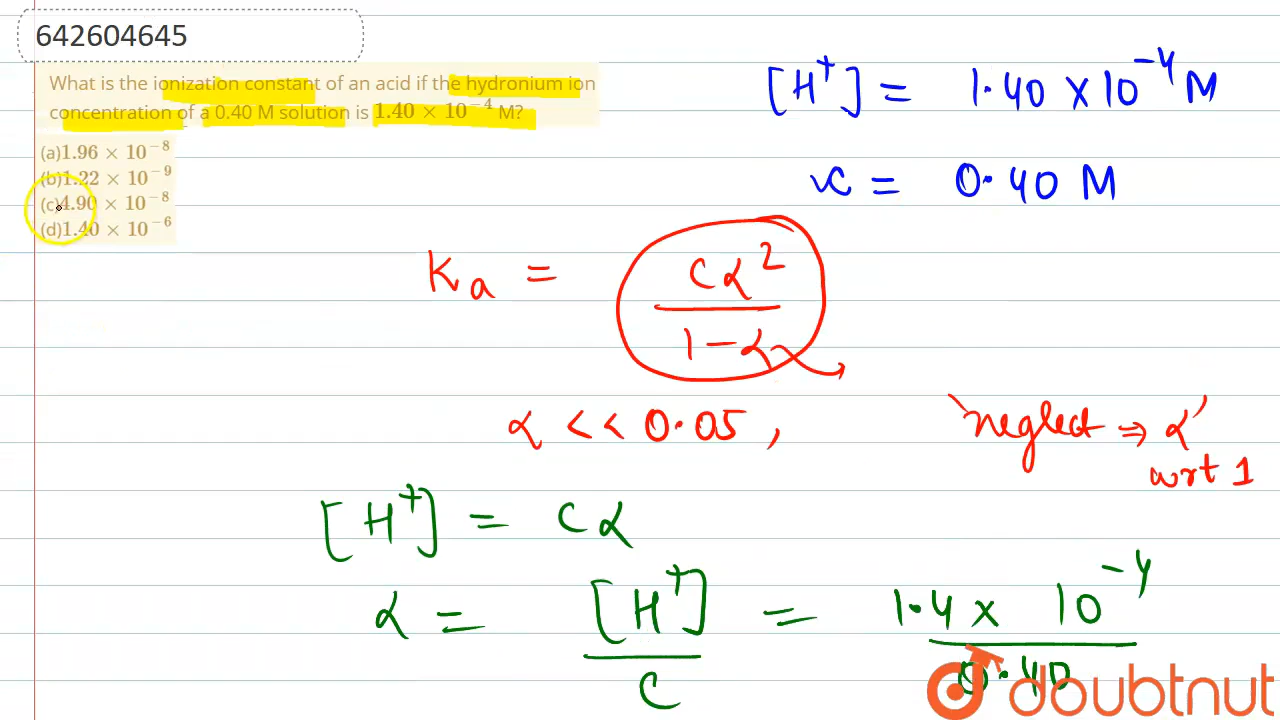 642604645
What is the ionization constant of an acid if the hydronium ion
concentration of a 0.40 M solution is 1.40 × 10⁻⁴ M?
(a)1.96 × 10⁻⁸
(b)1.22 × 10⁻⁹
(c)4.90 × 10⁻⁸
(d)1.40 × 10⁻⁶
[H⁺] = 1.40 × 10⁻⁴ M
C = 0.40 M
Ka = Cα² / 1-α
α << 0.05, neglect ⇒ α
wrt 1
[H⁺] = Cα
α = [H⁺] / C = 1.4 × 10⁻⁴ / 0.40
doubtnut